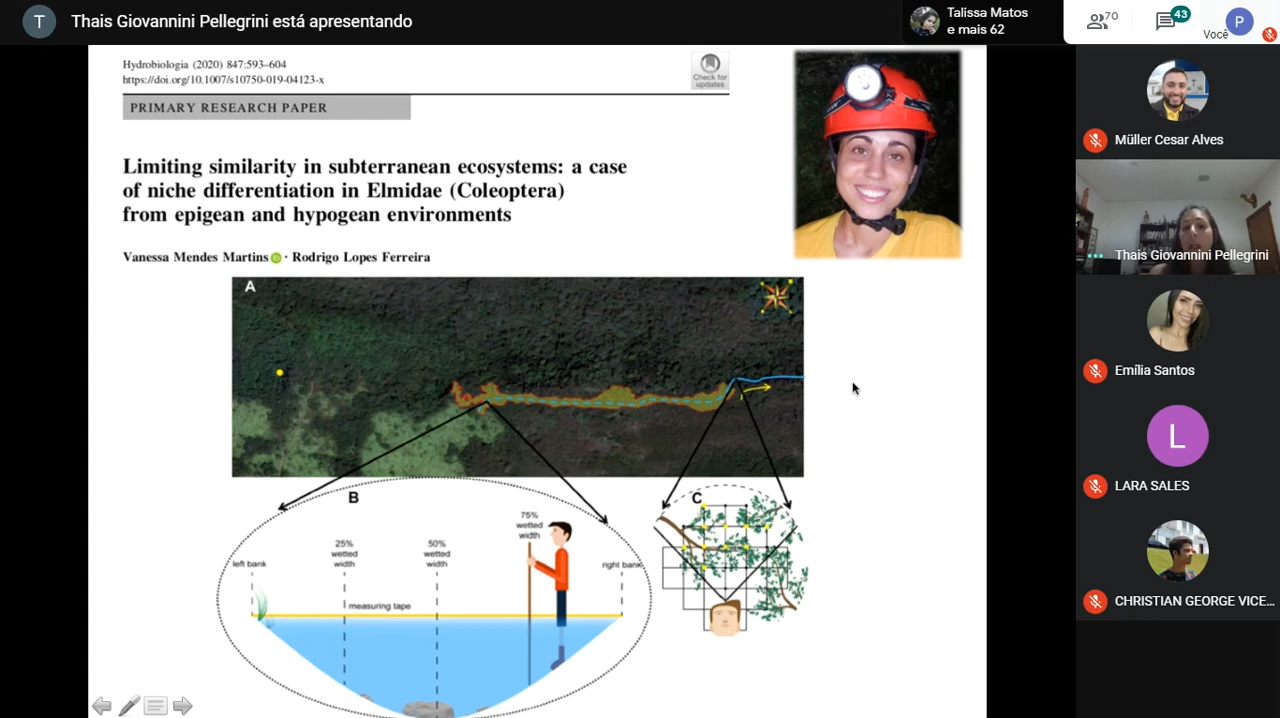 T
Thais Giovannini Pellegrini está apresentando
Talissa Matos
e mais 62
70
43
Você
P
Hydrobiologia (2020) 847:593–604
https://doi.org/10.1007/s10750-019-04123-x
Check for
updates
PRIMARY RESEARCH PAPER
Limiting similarity in subterranean ecosystems: a case
of niche differentiation in Elmidae (Coleoptera)
from epigean and hypogean environments
Vanessa Mendes Martins · Rodrigo Lopes Ferreira
A
B
left bank
25%
wetted
width
50%
wetted
width
75%
wetted
width
right bank
measuring tape
C
Müller Cesar Alves
Thais Giovannini Pellegrini
Emília Santos
L
LARA SALES
CHRISTIAN GEORGE VICE...